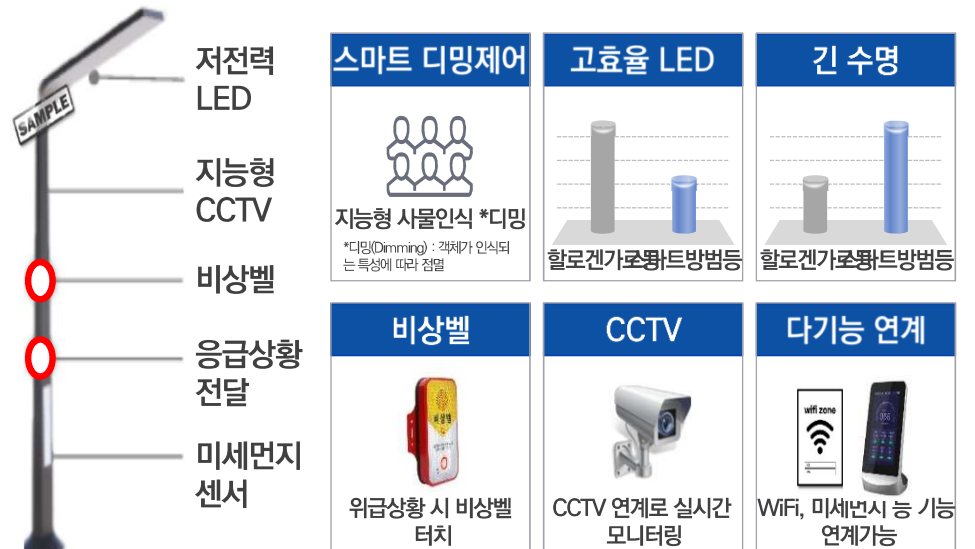 저전력
LED
SAMPLE
지능형
CCTV
비상벨
응급상황
전달
미세먼지
센서
스마트 디밍제어
지능형 사물인식 *디밍
*디밍(Dimming) : 객체가 인식되
는 특성에 따라 점멸
고효율 LED
할로겐가로등
스마트방범등
긴 수명
할로겐가로등
스마트방범등
비상벨
비상벨
위급상황 시 비상벨
터치
CCTV
CCTV 연계로 실시간
모니터링
다기능 연계
wifi zone
WiFi, 미세먼지 등 기능
연계가능